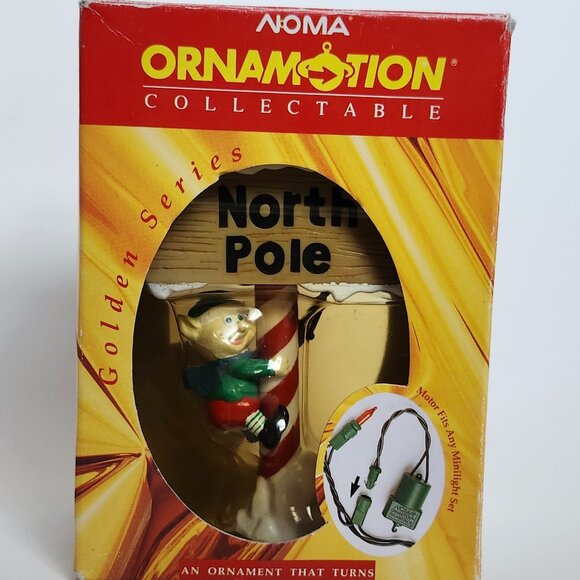 NOMA®
ORNAMOTION®
COLLECTABLE
Golden Series
North
Pole
Motor Fits Any Minilight Set
AN ORNAMENT THAT TURNS